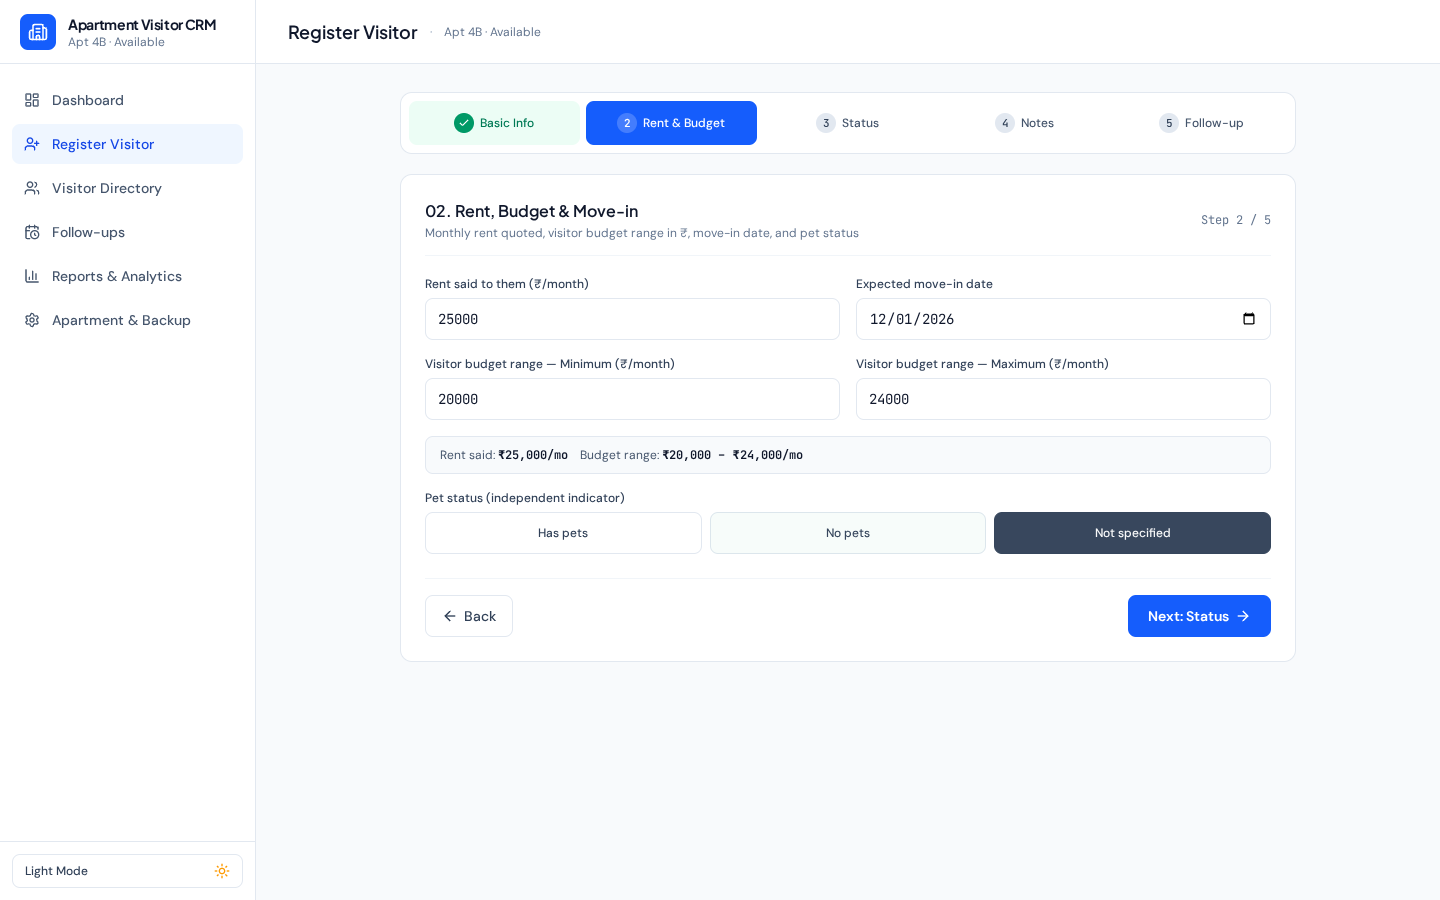 Apartment Visitor CRM
Apt 4B · Available
Dashboard
Register Visitor
Visitor Directory
Follow-ups
Reports & Analytics
Apartment & Backup
Light Mode
Register Visitor · Apt 4B · Available
Basic Info
2 Rent & Budget
3 Status
4 Notes
5 Follow-up
02. Rent, Budget & Move-in
Monthly rent quoted, visitor budget range in ₹, move-in date, and pet status
Step 2 / 5
Rent said to them (₹/month)
25000
Expected move-in date
12/01/2026
Visitor budget range — Minimum (₹/month)
20000
Visitor budget range — Maximum (₹/month)
24000
Rent said: ₹25,000/mo Budget range: ₹20,000 – ₹24,000/mo
Pet status (independent indicator)
Has pets
No pets
Not specified
Back
Next: Status